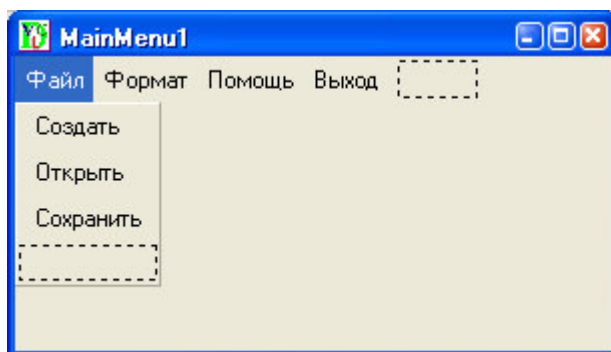 MainMenu1
Файл Формат Помощь Выход
Создать
Открыть
Сохранить